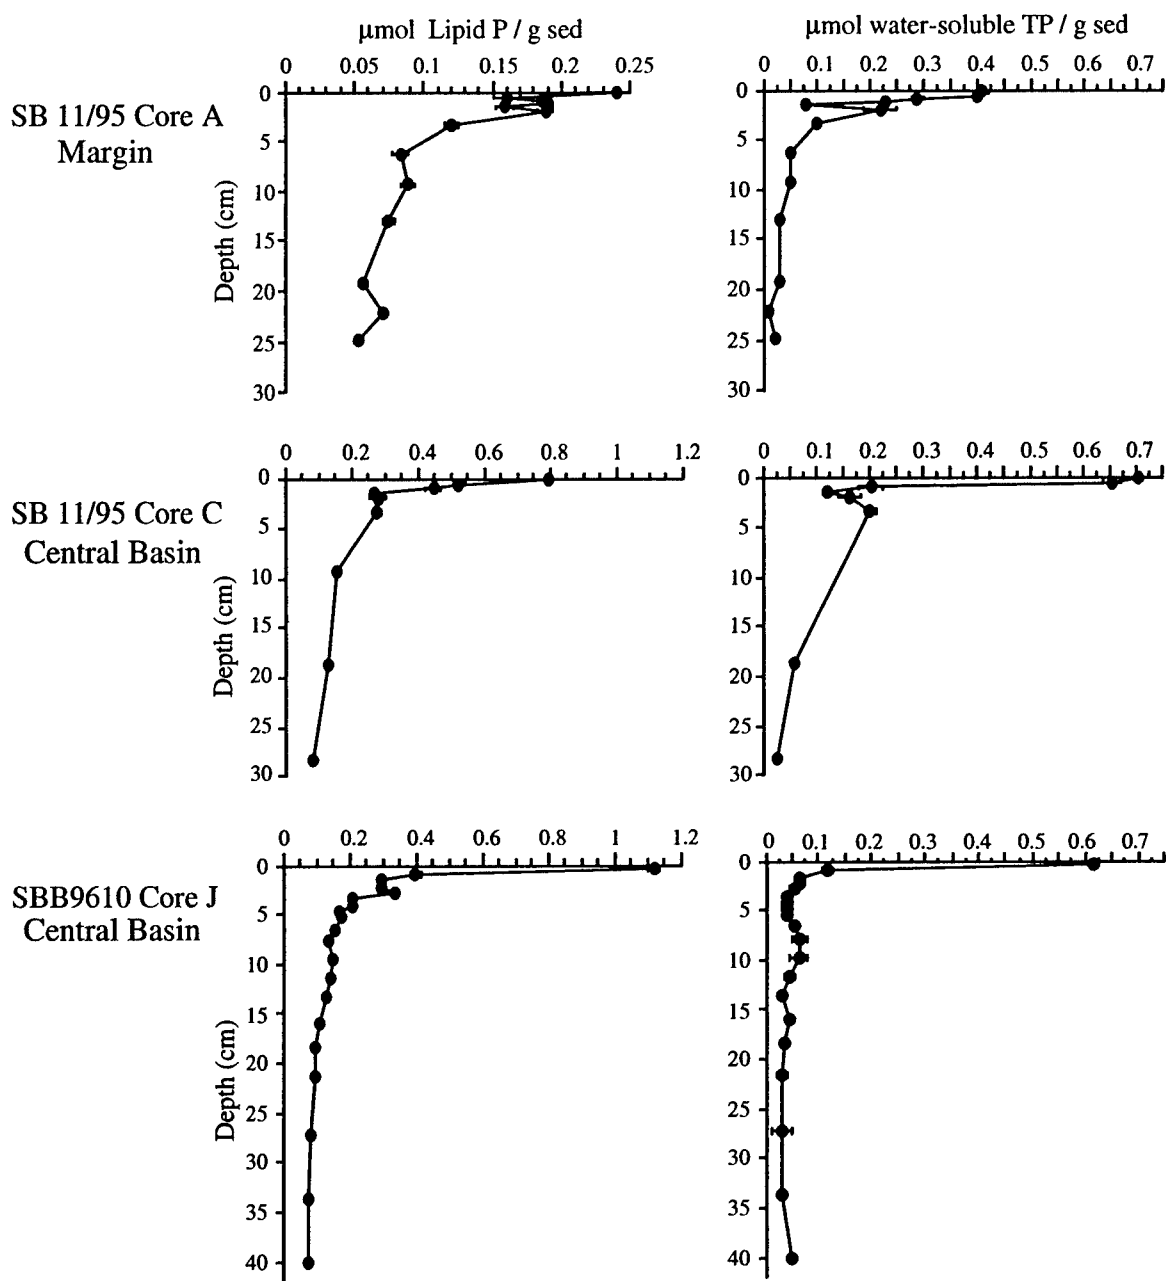 μmol Lipid P / g sed
μmol water-soluble TP / g sed
0 0.05 0.1 0.15 0.2 0.25
0 0.1 0.2 0.3 0.4 0.5 0.6 0.7
SB 11/95 Core A
Margin
Depth (cm)
0
5
10
15
20
25
30
0
5
10
15
20
25
30
0 0.2 0.4 0.6 0.8 1 1.2
0 0.1 0.2 0.3 0.4 0.5 0.6 0.7
SB 11/95 Core C
Central Basin
Depth (cm)
0
5
10
15
20
25
30
0
5
10
15
20
25
30
0 0.2 0.4 0.6 0.8 1 1.2
0 0.1 0.2 0.3 0.4 0.5 0.6 0.7
SBB9610 Core J
Central Basin
Depth (cm)
0
5
10
15
20
25
30
35
40
0
5
10
15
20
25
30
35
40